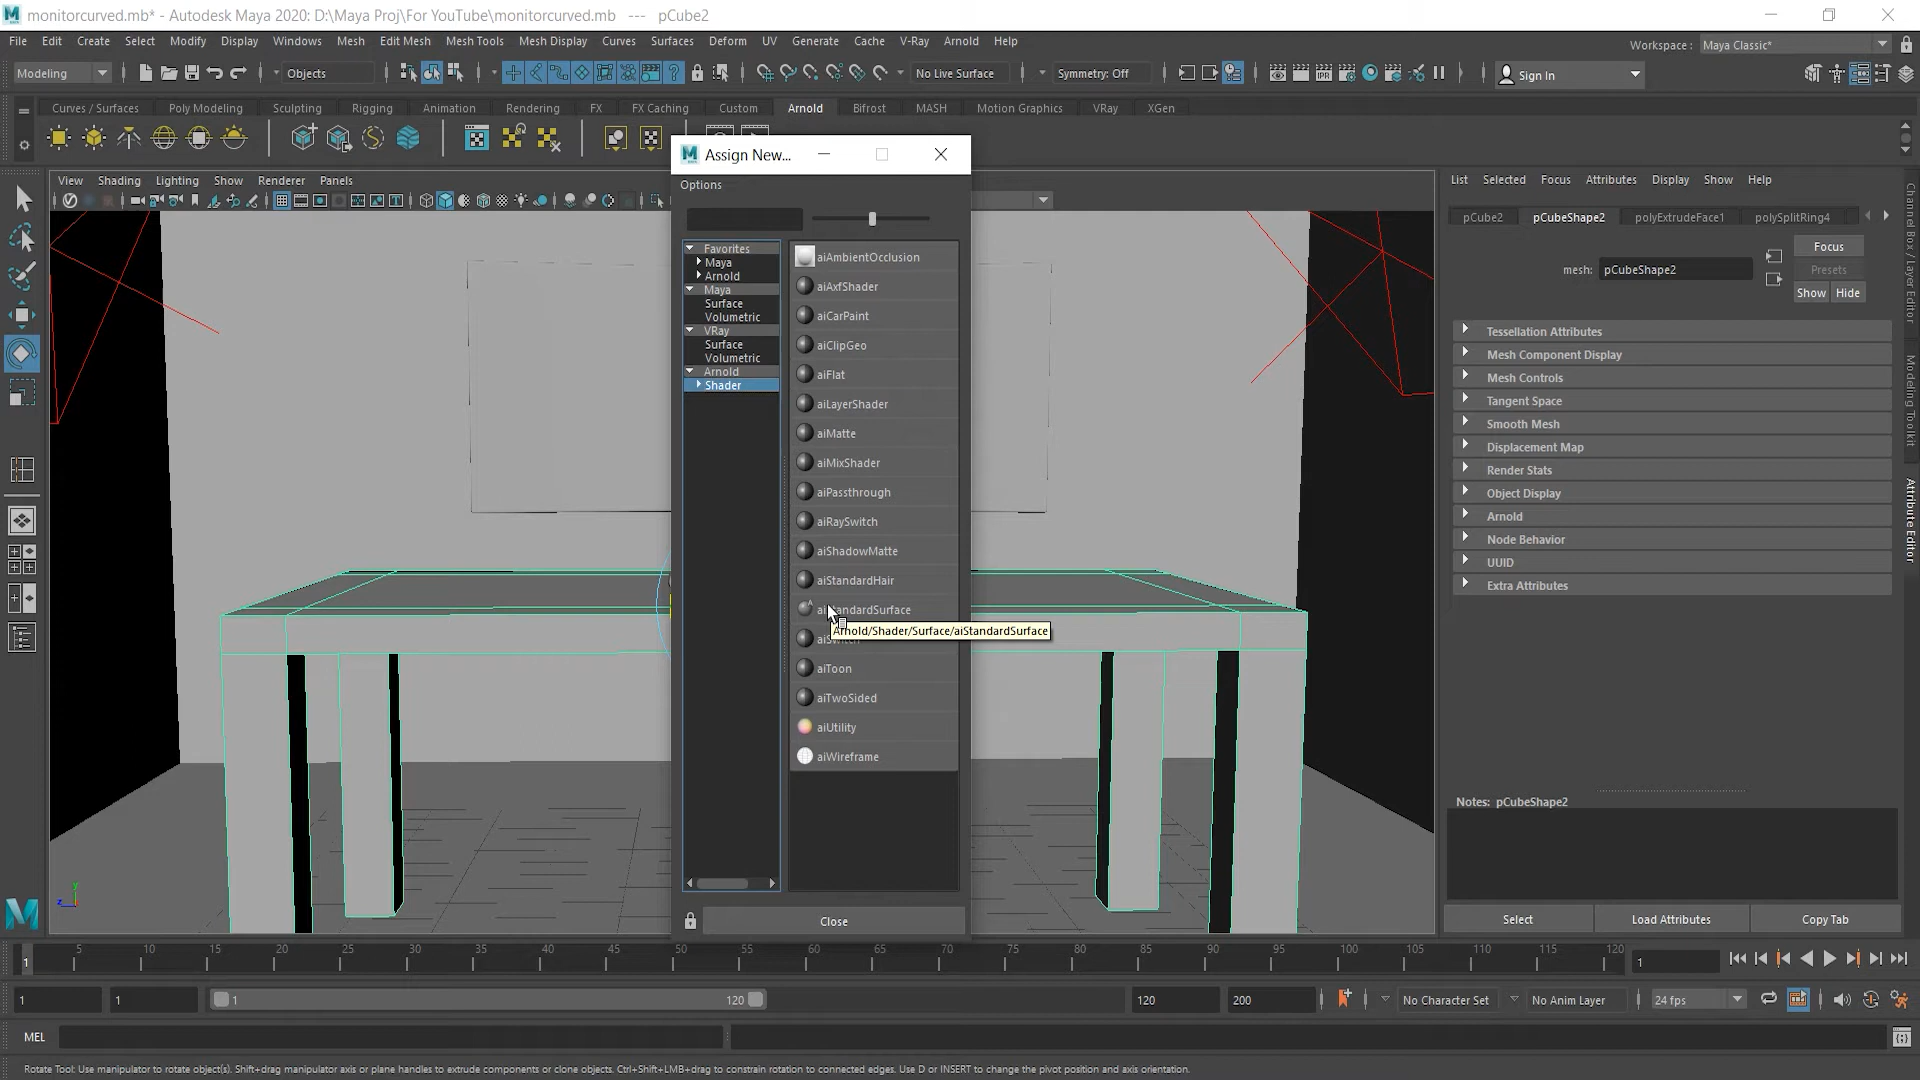 monitorcurved.mb* - Autodesk Maya 2020: D:\Maya Proj\For YouTube\monitorcurved.mb --- pCube2
File Edit Create Select Modify Display Windows Mesh Edit Mesh Mesh Tools Mesh Display Curves Surfaces Deform UV Generate Cache V-Ray Arnold Help
Workspace : Maya Classic*
Modeling Objects No Live Surface Symmetry: Off IPR Sign In
Curves / Surfaces Poly Modeling Sculpting Rigging Animation Rendering FX FX Caching Custom Arnold Bifrost MASH Motion Graphics VRay XGen
Assign New...
View Shading Lighting Show Renderer Panels
Options
List Selected Focus Attributes Display Show Help
pCube2 pCubeShape2 polyExtrudeFace1 polySplitRing4
Focus
mesh: pCubeShape2
Presets
Show Hide
Favorites
Maya
Arnold
Maya
Surface
Volumetric
VRay
Surface
Volumetric
Arnold
Shader
aiAmbientOcclusion
aiAxfShader
aiCarPaint
aiClipGeo
aiFlat
aiLayerShader
aiMatte
aiMixShader
aiPassthrough
aiRaySwitch
aiShadowMatte
aiStandardHair
aiStandardSurface
Arnold/Shader/Surface/aiStandardSurface
aiSwitch
aiToon
aiTwoSided
aiUtility
aiWireframe
Close
Tessellation Attributes
Mesh Component Display
Mesh Controls
Tangent Space
Smooth Mesh
Displacement Map
Render Stats
Object Display
Arnold
Node Behavior
UUID
Extra Attributes
Notes: pCubeShape2
Select Load Attributes Copy Tab
Channel Box / Layer Editor
Modeling Toolkit
Attribute Editor
y
z
1 5 10 15 20 25 30 35 40 45 50 55 60 65 70 75 80 85 90 95 100 105 110 115 120 1
1 1 1 120 120 200 No Character Set No Anim Layer 24 fps
MEL
Rotate Tool: Use manipulator to rotate object(s). Shift+drag manipulator axis or plane handles to extrude components or clone objects. Ctrl+Shift+LMB+drag to constrain rotation to connected edges. Use D or INSERT to change the pivot position and axis orientation.